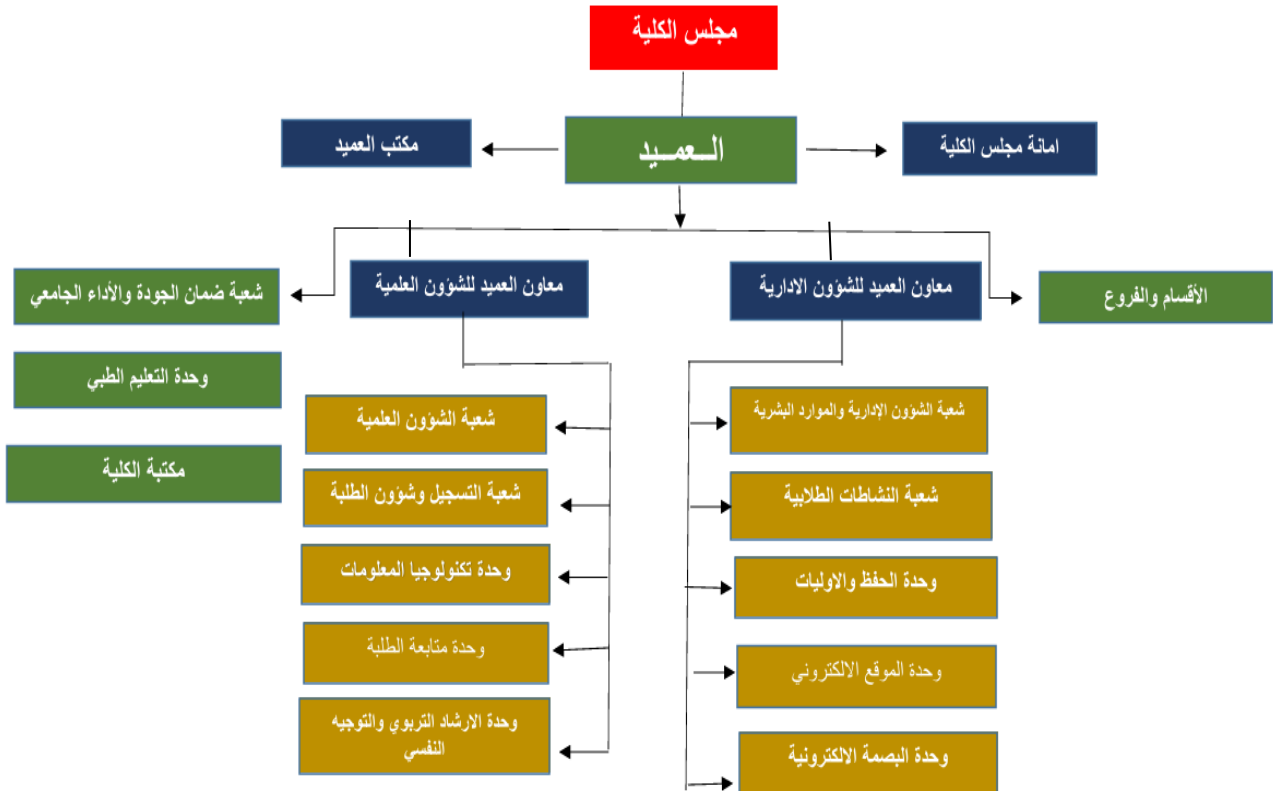 مجلس الكلية
امانة مجلس الكلية
الــعمــيد
مكتب العميد
الأقسام والفروع
معاون العميد للشؤون الادارية
معاون العميد للشؤون العلمية
شعبة ضمان الجودة والأداء الجامعي
وحدة التعليم الطبي
مكتبة الكلية
شعبة الشؤون الإدارية والموارد البشرية
شعبة النشاطات الطلابية
وحدة الحفظ والاوليات
وحدة الموقع الالكتروني
وحدة البصمة الالكترونية
شعبة الشؤون العلمية
شعبة التسجيل وشؤون الطلبة
وحدة تكنولوجيا المعلومات
وحدة متابعة الطلبة
وحدة الارشاد التربوي والتوجيه
النفسي